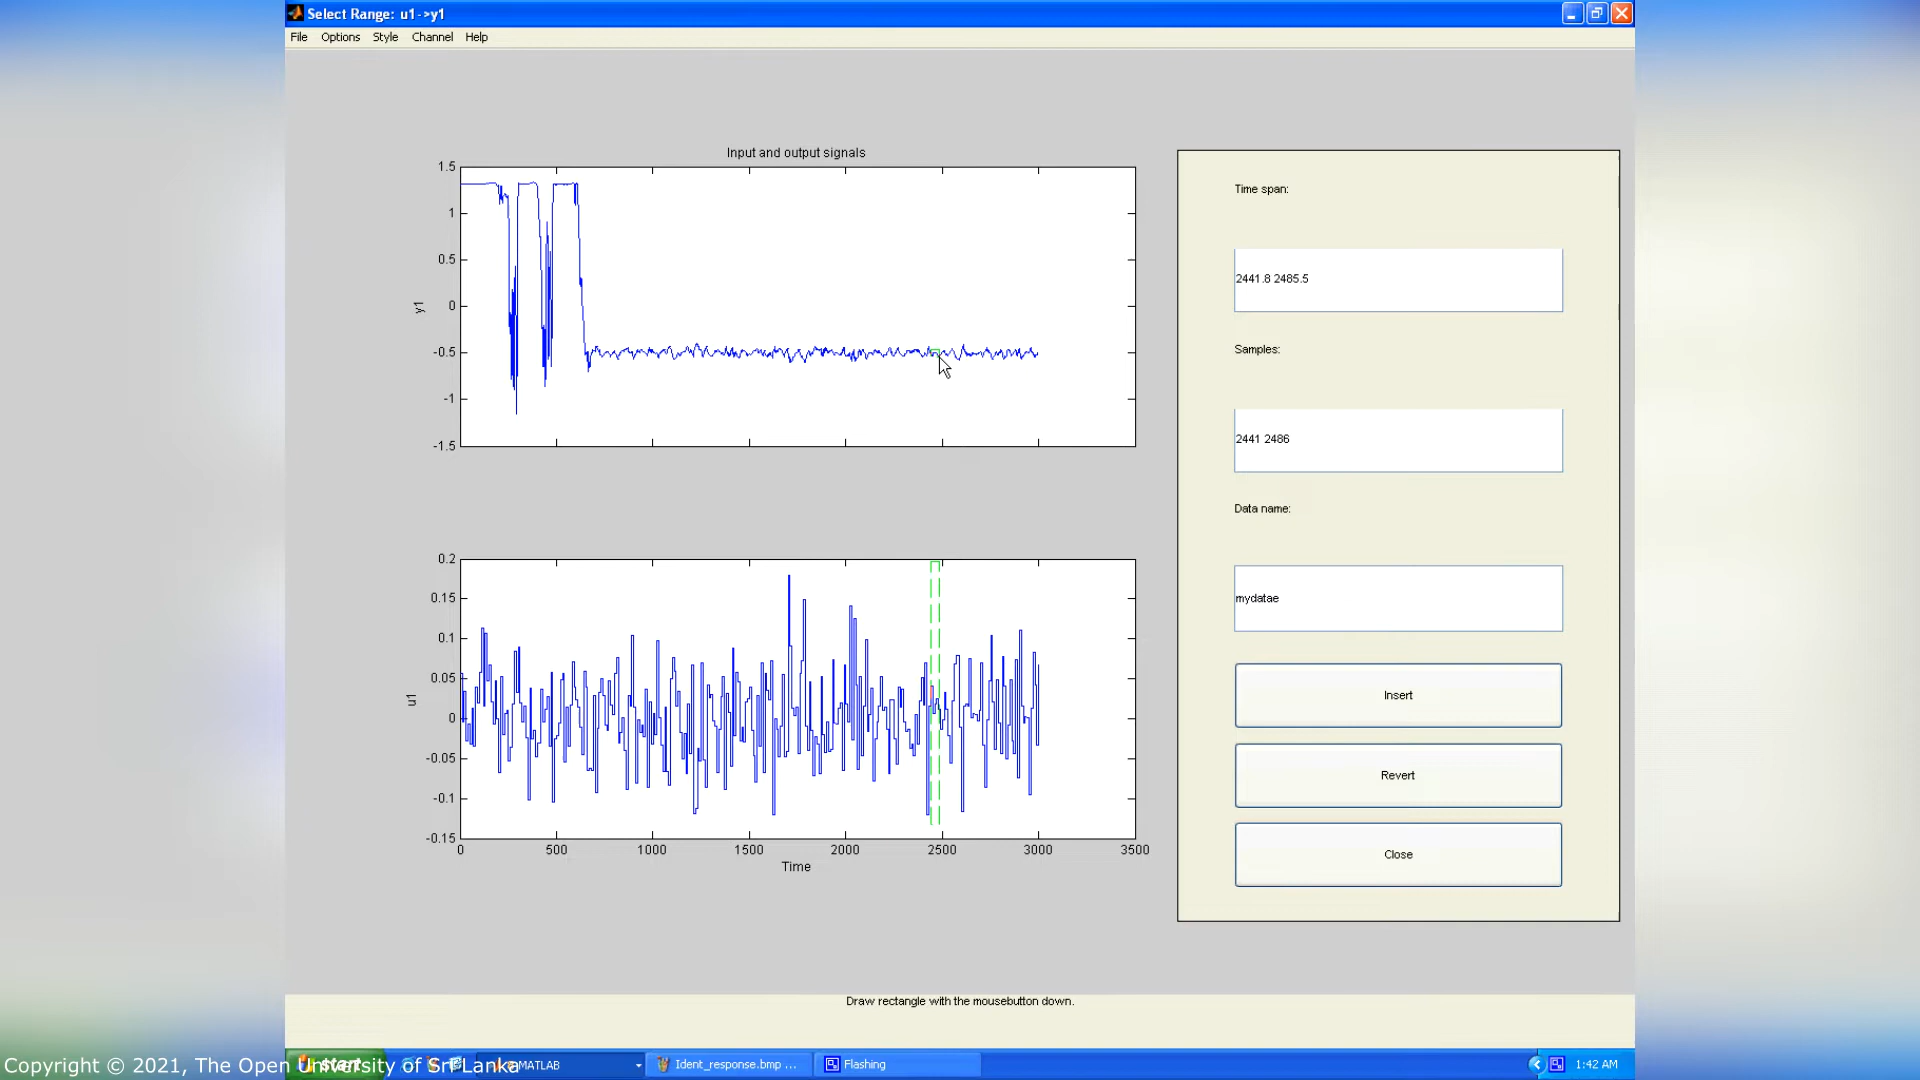 Select Range: u1->y1
File Options Style Channel Help
Input and output signals
1.5
1
0.5
0
-0.5
-1
-1.5
y1
0.2
0.15
0.1
0.05
0
-0.05
-0.1
-0.15
u1
0 500 1000 1500 2000 2500 3000 3500
Time
Time span:
2441.8 2485.5
Samples:
2441 2486
Data name:
mydatae
Insert
Revert
Close
Draw rectangle with the mousebutton down.
start
MATLAB
Ident_response.bmp ...
Flashing
1:42 AM
Copyright © 2021, The Open University of Sri Lanka